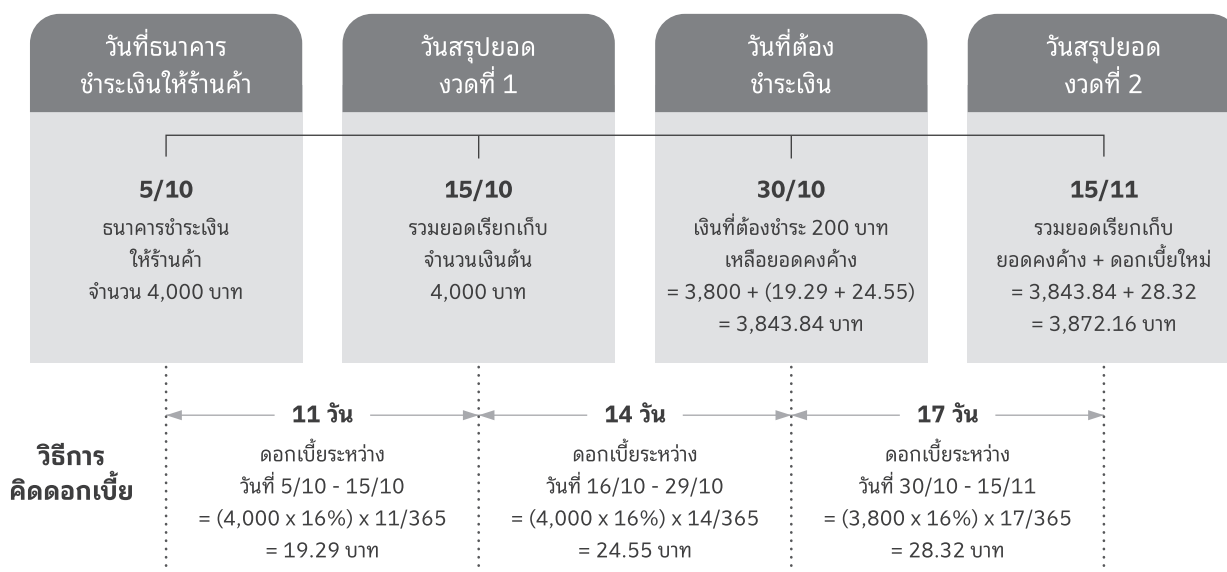 วันที่ธนาคาร
ชำระเงินให้ร้านค้า
5/10
ธนาคารชำระเงิน
ให้ร้านค้า
จำนวน 4,000 บาท
วันสรุปยอด
งวดที่ 1
15/10
รวมยอดเรียกเก็บ
จำนวนเงินต้น
4,000 บาท
วันที่ต้อง
ชำระเงิน
30/10
เงินที่ต้องชำระ 200 บาท
เหลือยอดคงค้าง
= 3,800 + (19.29 + 24.55)
= 3,843.84 บาท
วันสรุปยอด
งวดที่ 2
15/11
รวมยอดเรียกเก็บ
ยอดคงค้าง + ดอกเบี้ยใหม่
= 3,843.84 + 28.32
= 3,872.16 บาท
วิธีการ
คิดดอกเบี้ย
11 วัน
ดอกเบี้ยระหว่าง
วันที่ 5/10 - 15/10
= (4,000 x 16%) x 11/365
= 19.29 บาท
14 วัน
ดอกเบี้ยระหว่าง
วันที่ 16/10 - 29/10
= (4,000 x 16%) x 14/365
= 24.55 บาท
17 วัน
ดอกเบี้ยระหว่าง
วันที่ 30/10 - 15/11
= (3,800 x 16%) x 17/365
= 28.32 บาท